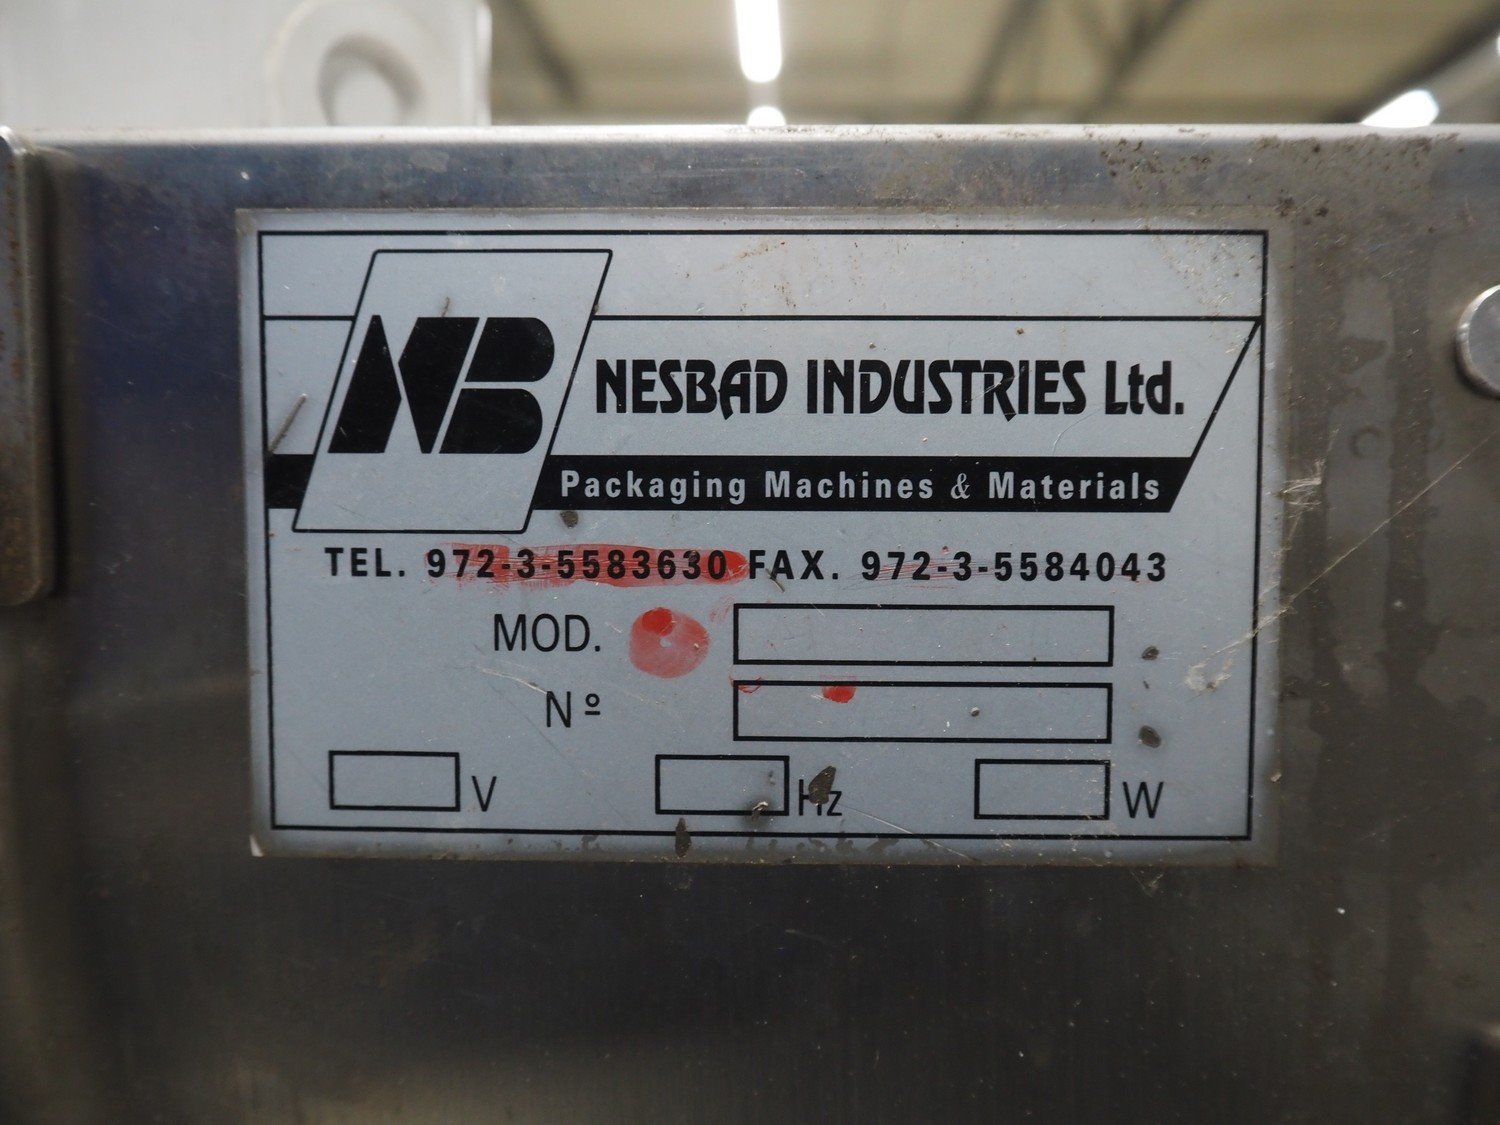 NB
NESBAD INDUSTRIES Ltd.
Packaging Machines & Materials
TEL. 972-3-5583630 FAX. 972-3-5584043
MOD.
Nº
V Hz W